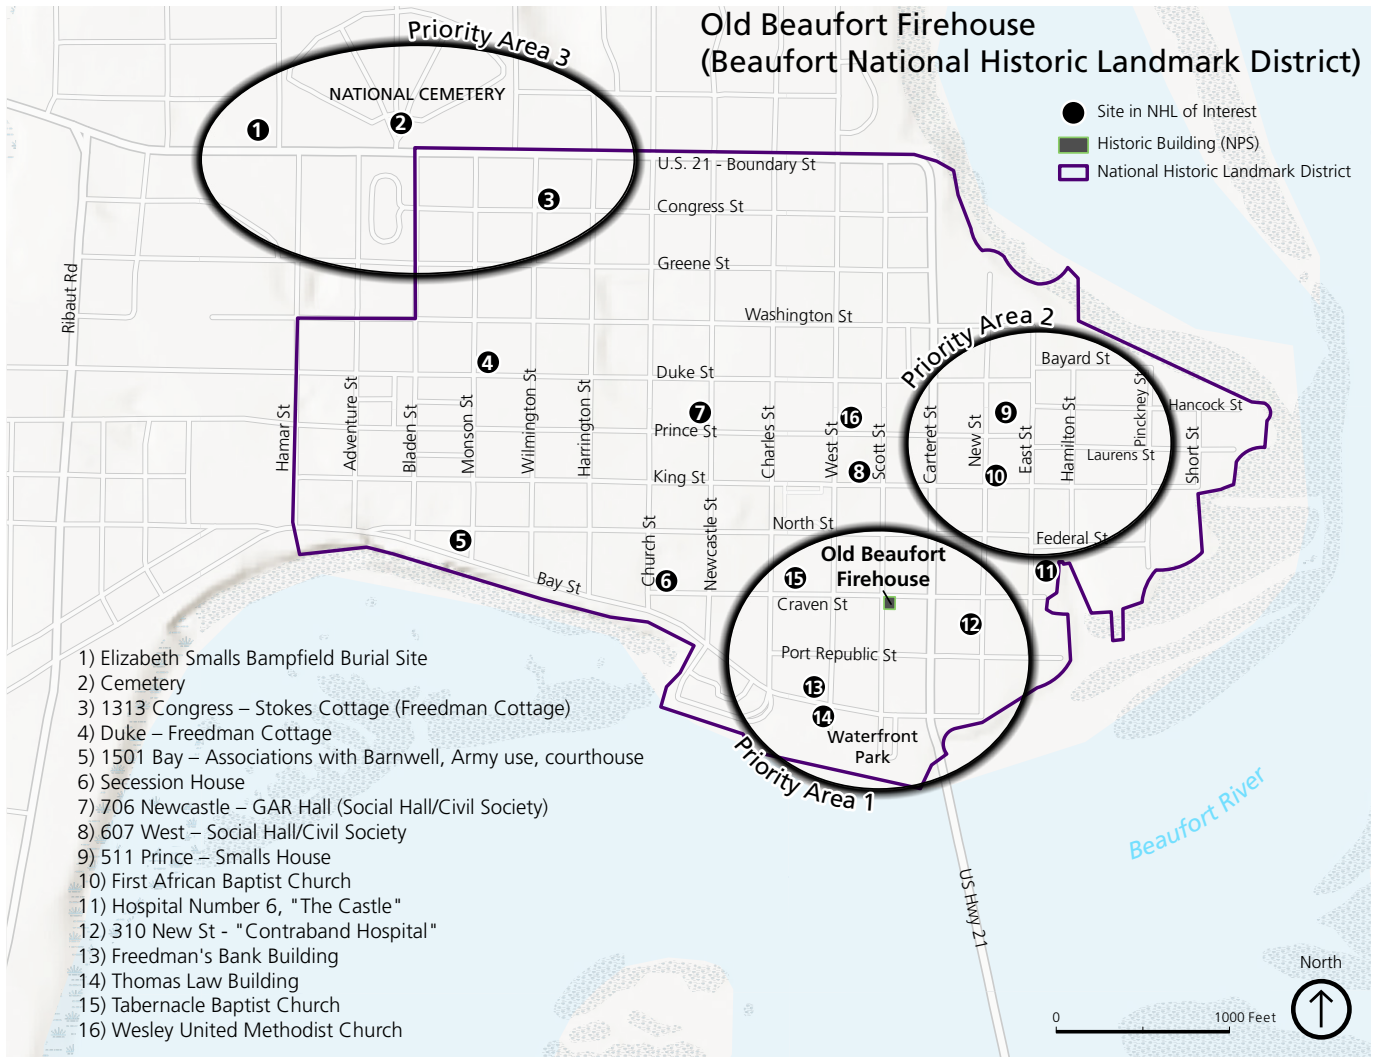 Old Beaufort Firehouse
(Beaufort National Historic Landmark District)
Site in NHL of Interest
Historic Building (NPS)
National Historic Landmark District
Priority Area 3
NATIONAL CEMETERY
1
2
3
U.S. 21 - Boundary St
Congress St
Greene St
Washington St
Ribaut Rd
Priority Area 2
Bayard St
4
Duke St
7
16
9
Hancock St
Prince St
Hamar St
Adventure St
Bladen St
Monson St
Wilmington St
Harrington St
Charles St
West St
Scott St
Carteret St
New St
East St
Hamilton St
Pinckney St
Short St
Laurens St
8
10
King St
Church St
Newcastle St
North St
5
Federal St
Old Beaufort
Firehouse
Bay St
6
15
11
Craven St
12
Port Republic St
13
14
Waterfront
Park
Priority Area 1
1) Elizabeth Smalls Bampfield Burial Site
2) Cemetery
3) 1313 Congress – Stokes Cottage (Freedman Cottage)
4) Duke – Freedman Cottage
5) 1501 Bay – Associations with Barnwell, Army use, courthouse
6) Secession House
7) 706 Newcastle – GAR Hall (Social Hall/Civil Society)
8) 607 West – Social Hall/Civil Society
9) 511 Prince – Smalls House
10) First African Baptist Church
11) Hospital Number 6, "The Castle"
12) 310 New St - "Contraband Hospital"
13) Freedman's Bank Building
14) Thomas Law Building
15) Tabernacle Baptist Church
16) Wesley United Methodist Church
Beaufort River
US Hwy 21
North
0
1000 Feet